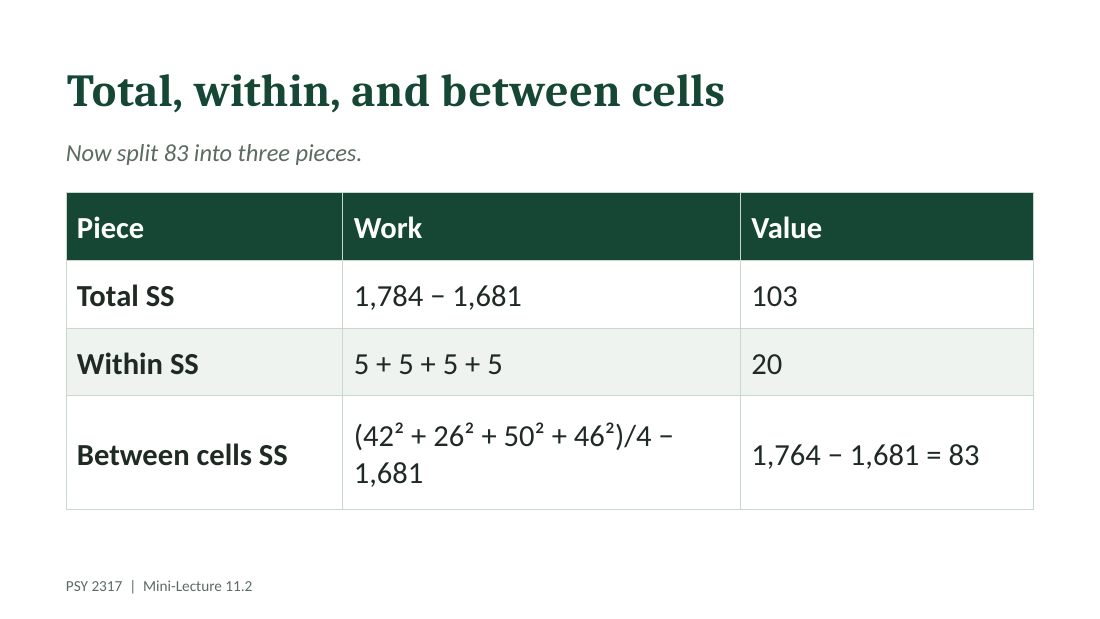 Total, within, and between cells
Now split 83 into three pieces.
Piece Work Value
Total SS 1,784 − 1,681 103
Within SS 5 + 5 + 5 + 5 20
Between cells SS (42² + 26² + 50² + 46²)/4 − 1,764 − 1,681 = 83
1,681
PSY 2317 | Mini-Lecture 11.2